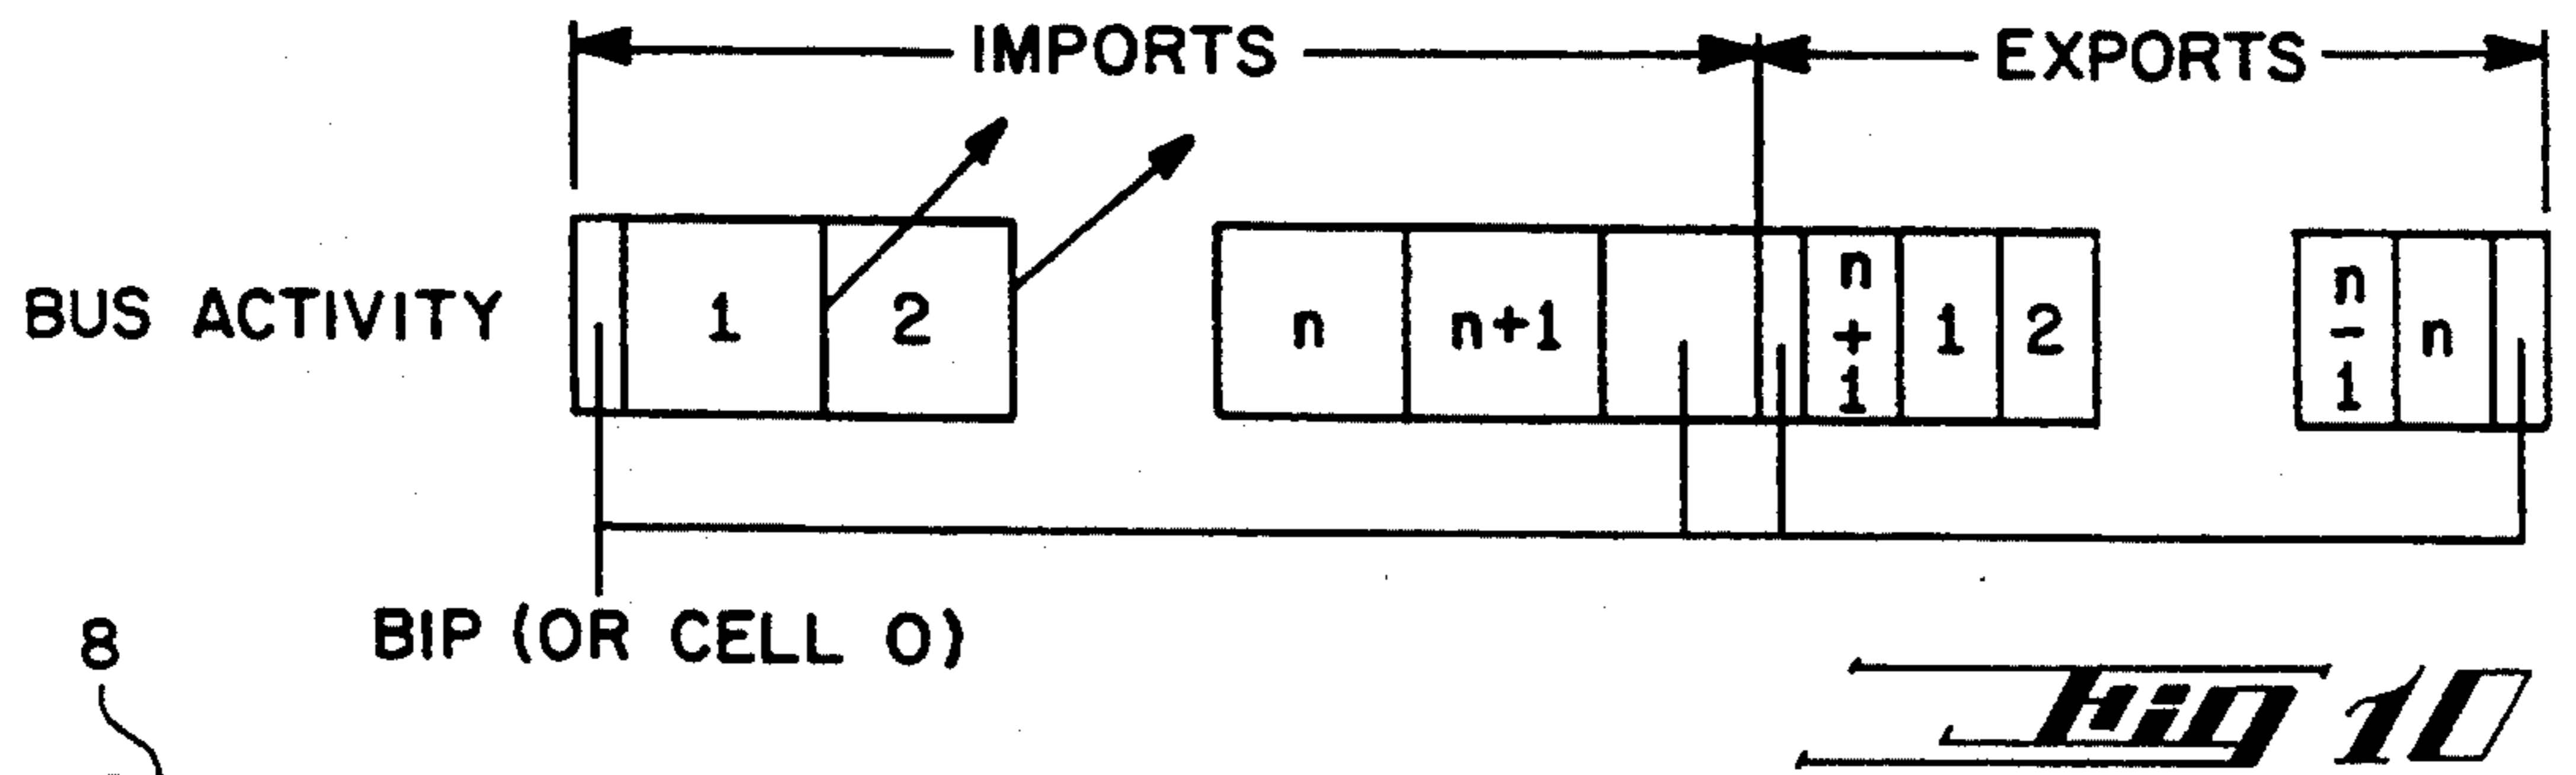 IMPORTS EXPORTS
BUS ACTIVITY 1 2 n n+1 n+1 1 2 n-1 n
BIP (OR CELL 0)
8
Fig 10